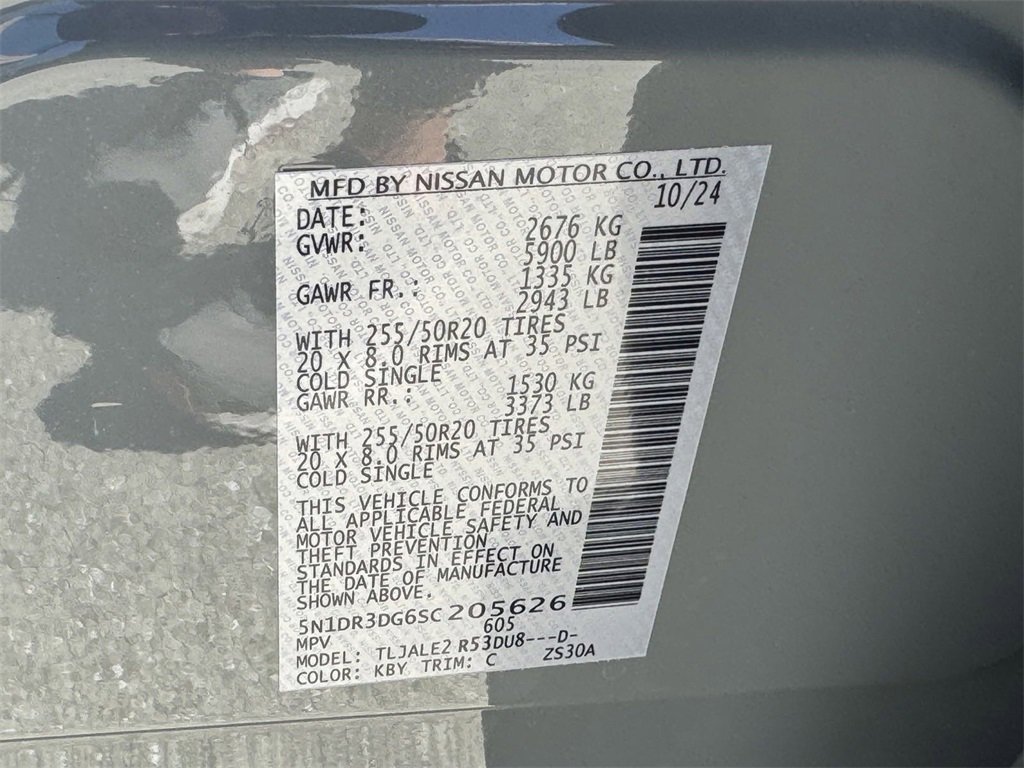 MFD BY NISSAN MOTOR CO., LTD.
DATE: 10/24
GVWR: 2676 KG
5900 LB
GAWR FR.: 1335 KG
2943 LB
WITH 255/50R20 TIRES
20 X 8.0 RIMS AT 35 PSI
COLD SINGLE
GAWR RR.: 1530 KG
3373 LB
WITH 255/50R20 TIRES
20 X 8.0 RIMS AT 35 PSI
COLD SINGLE
THIS VEHICLE CONFORMS TO
ALL APPLICABLE FEDERAL
MOTOR VEHICLE SAFETY AND
THEFT PREVENTION
STANDARDS IN EFFECT ON
THE DATE OF MANUFACTURE
SHOWN ABOVE.
5N1DR3DG6SC205626
MPV 605
MODEL: TLJALE2 R53DU8---D-
COLOR: KBY TRIM: C ZS30A